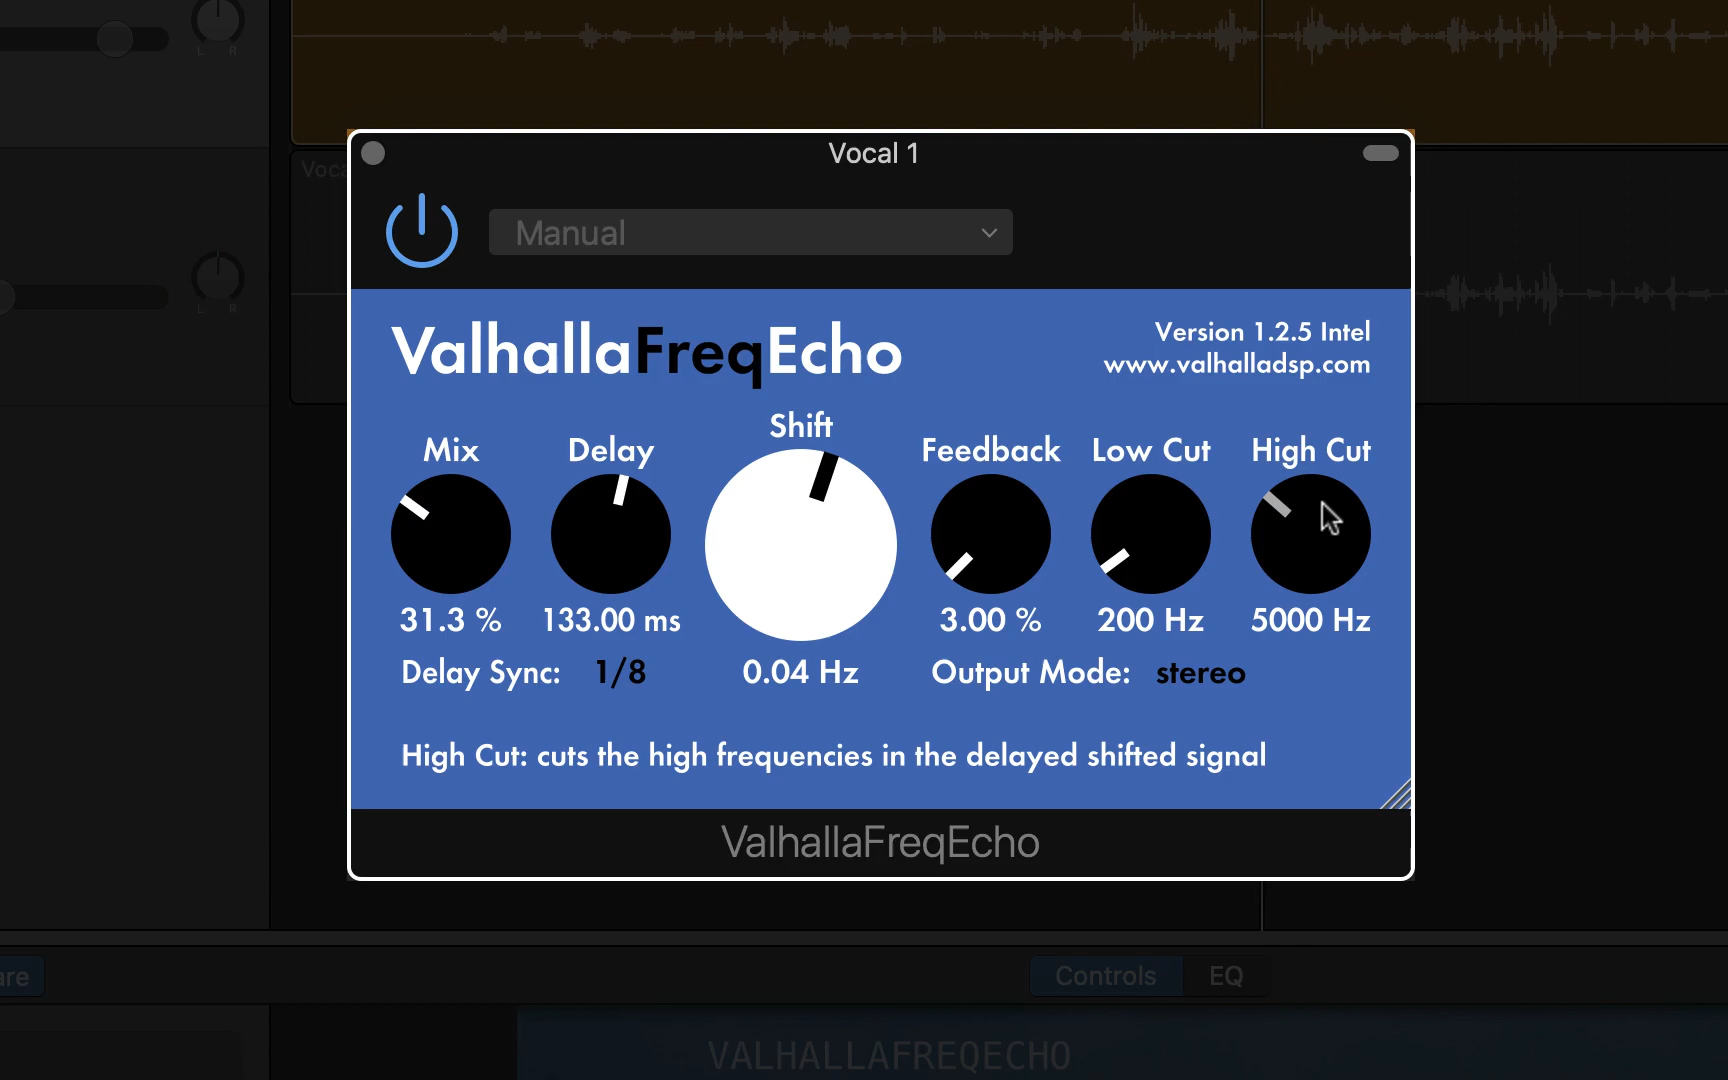 L R
Vocal 1
Manual
ValhallaFreqEcho
Version 1.2.5 Intel
www.valhalladsp.com
Mix
Delay
Shift
Feedback
Low Cut
High Cut
31.3 %
133.00 ms
0.04 Hz
3.00 %
200 Hz
5000 Hz
Delay Sync: 1/8
Output Mode: stereo
High Cut: cuts the high frequencies in the delayed shifted signal
ValhallaFreqEcho
L R
Controls
EQ
VALHALLAFREQECHO